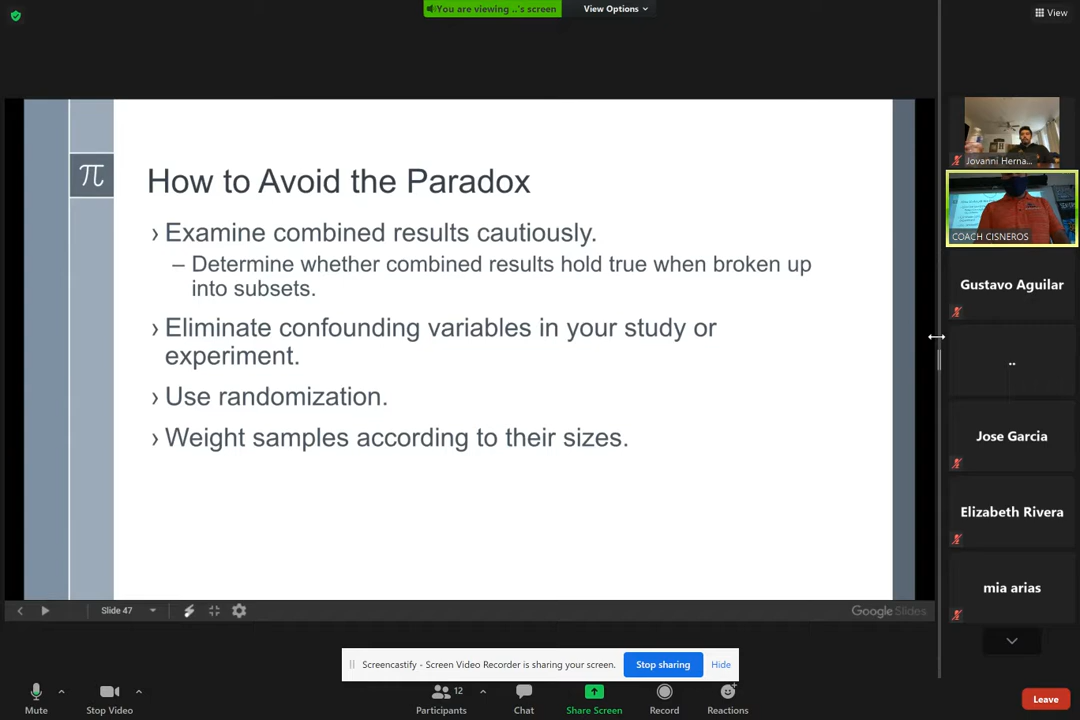 You are viewing ..'s screen
View Options
View
π
How to Avoid the Paradox
› Examine combined results cautiously.
– Determine whether combined results hold true when broken up
into subsets.
› Eliminate confounding variables in your study or
experiment.
› Use randomization.
› Weight samples according to their sizes.
Jovanni Herna...
COACH CISNEROS
Gustavo Aguilar
..
Jose Garcia
Elizabeth Rivera
mia arias
Slide 47
Google Slides
Screencastify - Screen Video Recorder is sharing your screen.
Stop sharing
Hide
Mute
Stop Video
12
Participants
Chat
Share Screen
Record
Reactions
Leave